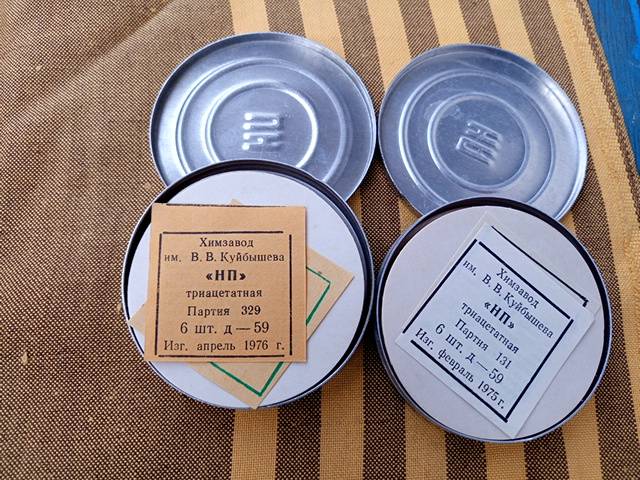 НП
НП
Химзавод
им. В. В. Куйбышева
«НП»
триацетатная
Партия 329
6 шт. д — 59
Изг. апрель 1976 г.
Химзавод
им. В. В. Куйбышева
«НП»
триацетатная
Партия 131
6 шт. д — 59
Изг. февраль 1975 г.